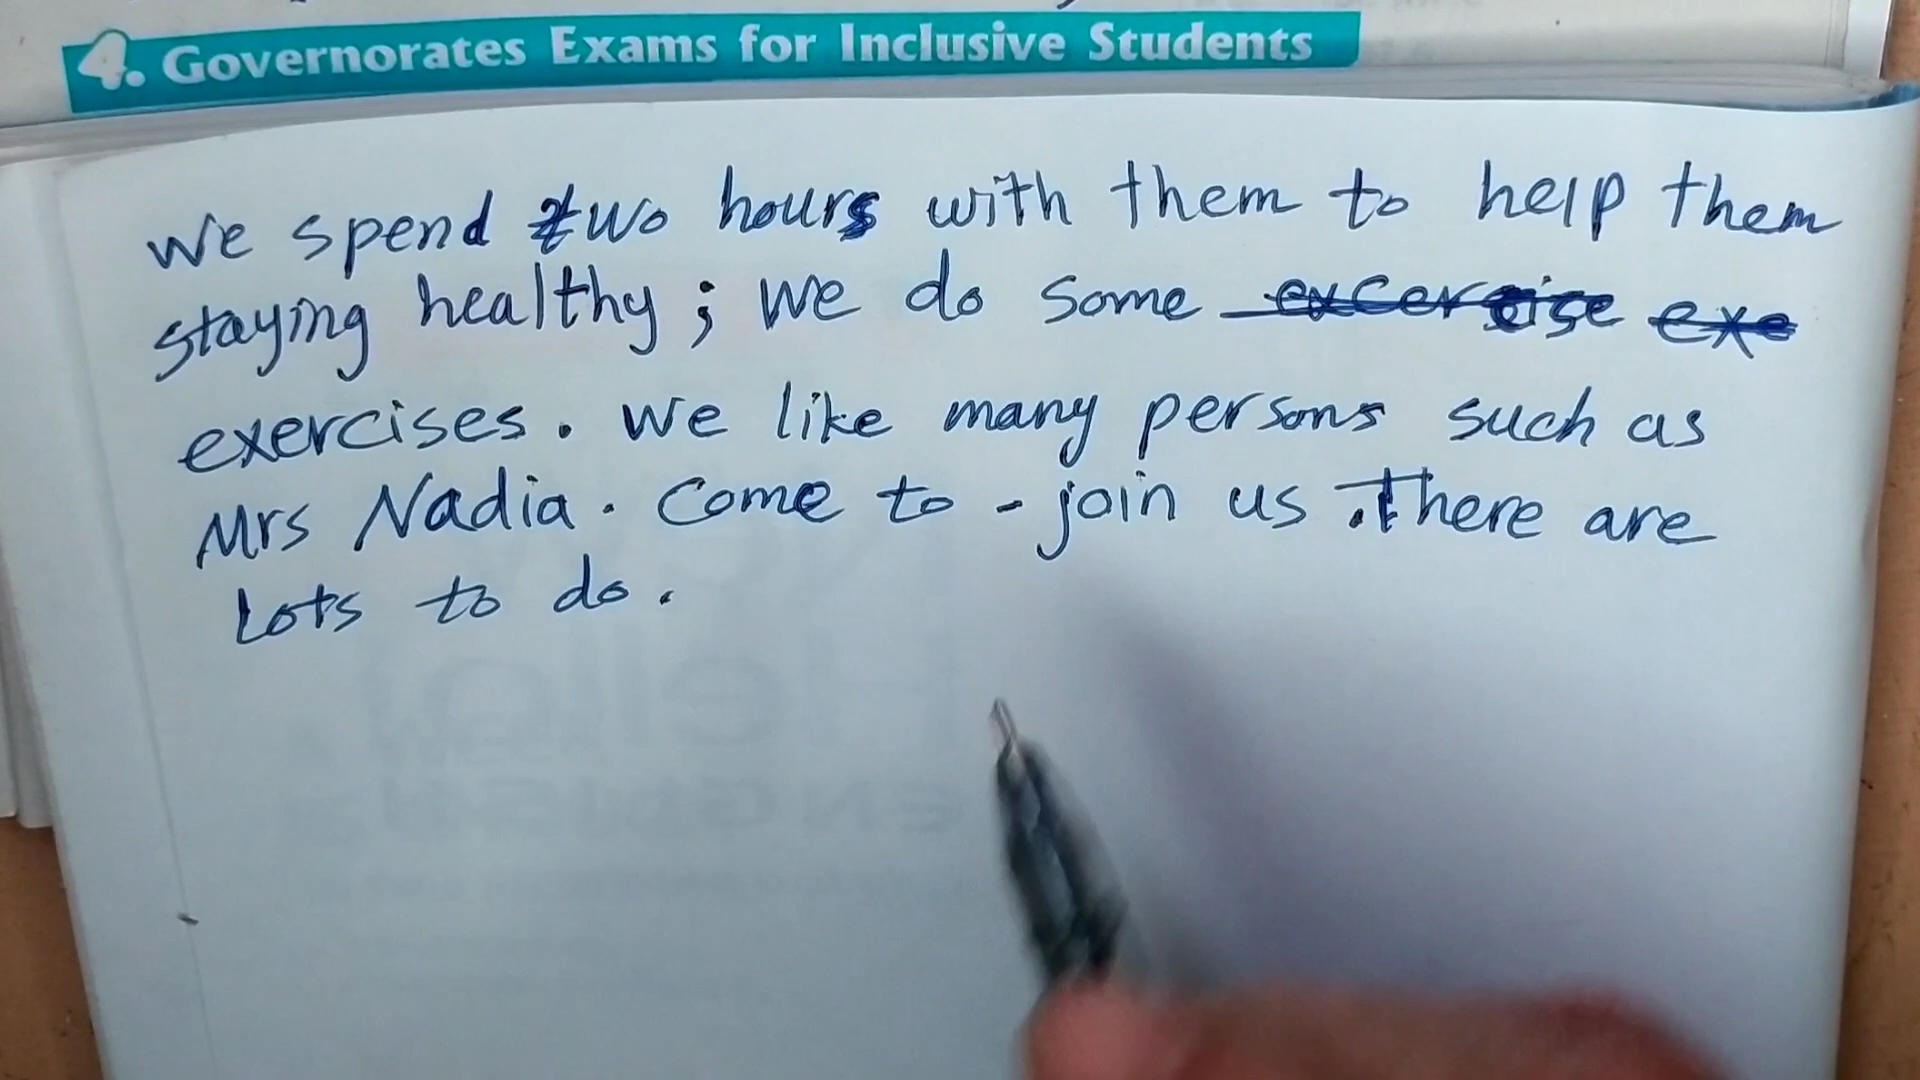 4. Governorates Exams for Inclusive Students
We spend two hours with them to help them
staying healthy; we do some excercise exe
exercises. We like many persons such as
Mrs Nadia. Come to - join us. There are
Lots to do.